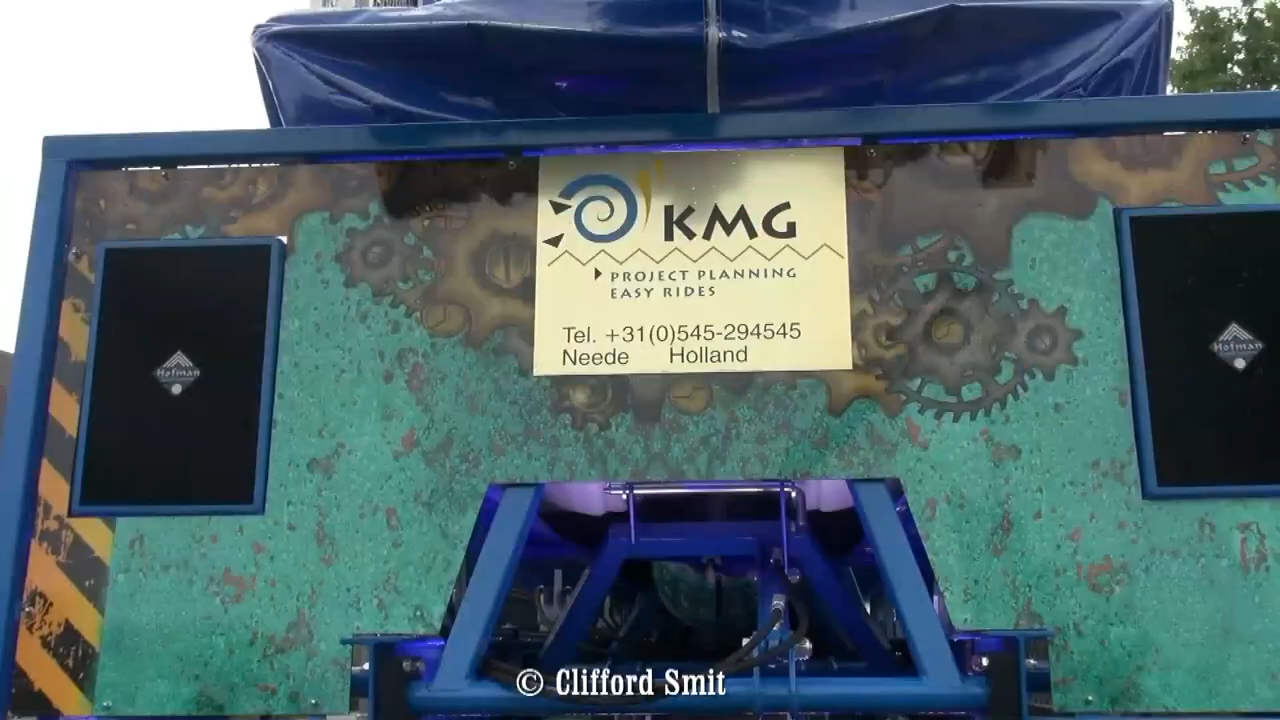 KMG
PROJECT PLANNING
EASY RIDES
Tel. +31(0)545-294545
Neede Holland
Hofman
Hofman
© Clifford Smit